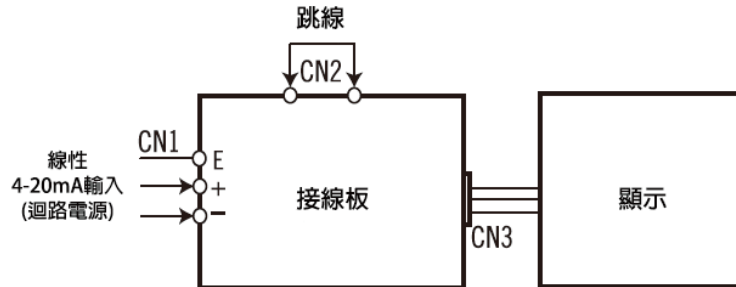 跳線
CN2
CN1
E
線性
4-20mA輸入
(迴路電源)
+
−
接線板
CN3
顯示